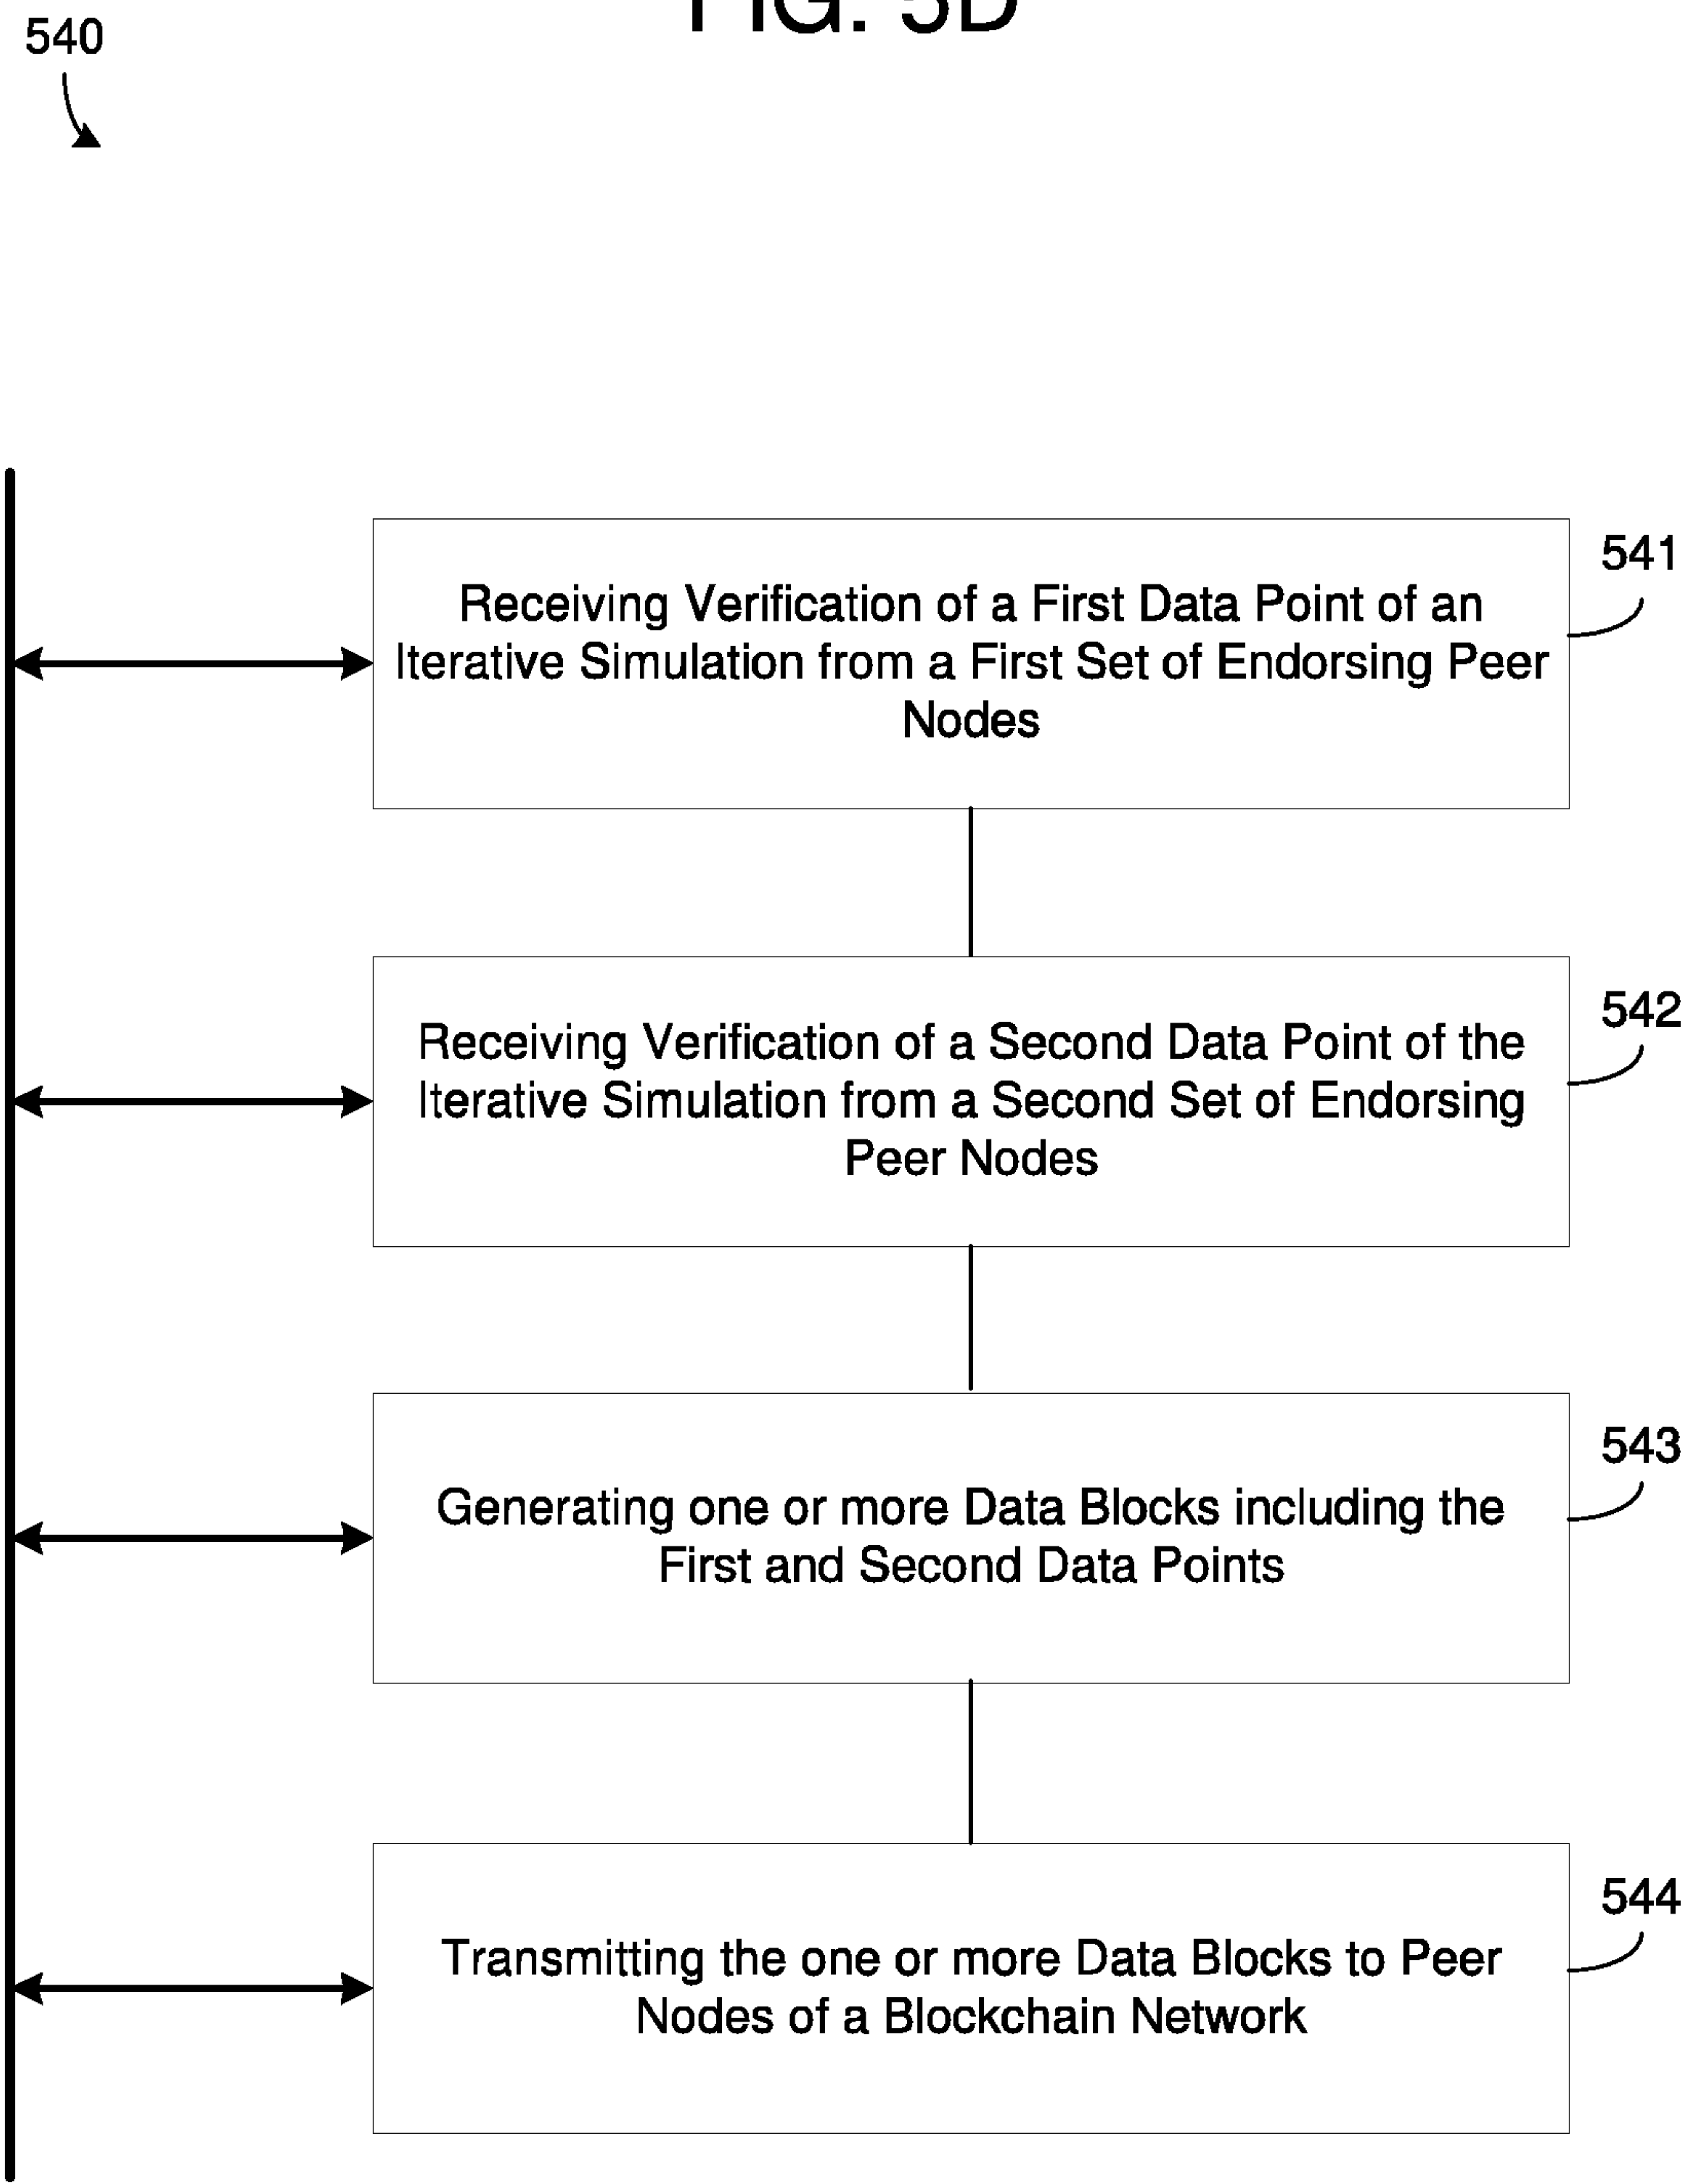 FIG. 5D
540
541
Receiving Verification of a First Data Point of an
Iterative Simulation from a First Set of Endorsing Peer
Nodes
542
Receiving Verification of a Second Data Point of the
Iterative Simulation from a Second Set of Endorsing
Peer Nodes
543
Generating one or more Data Blocks including the
First and Second Data Points
544
Transmitting the one or more Data Blocks to Peer
Nodes of a Blockchain Network